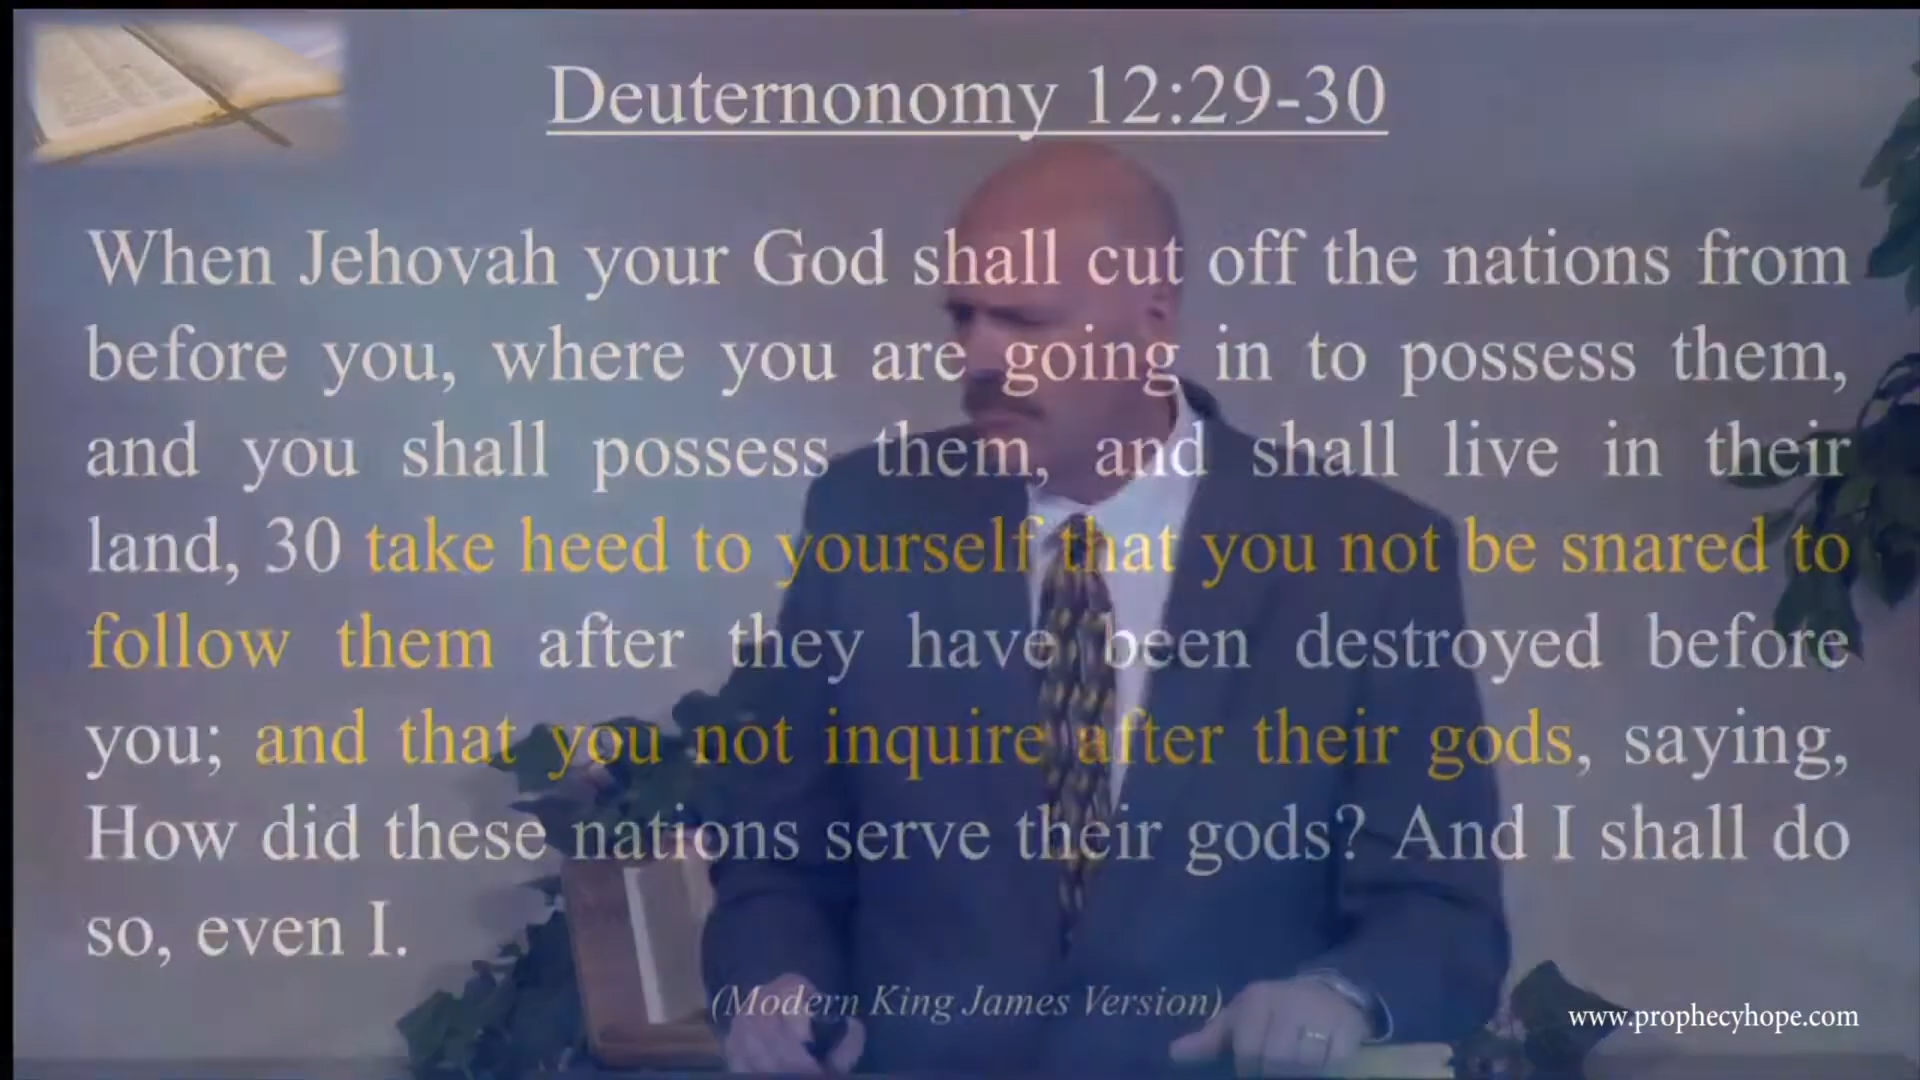 Deuternonomy 12:29-30
When Jehovah your God shall cut off the nations from
before you, where you are going in to possess them,
and you shall possess them, and shall live in their
land, 30 take heed to yourself that you not be snared to
follow them after they have been destroyed before
you; and that you not inquire after their gods, saying,
How did these nations serve their gods? And I shall do
so, even I.
(Modern King James Version)
www.prophecyhope.com